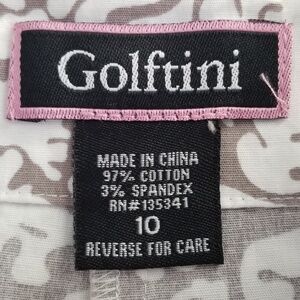 Golftini
MADE IN CHINA
97% COTTON
3% SPANDEX
RN#135341
10
REVERSE FOR CARE